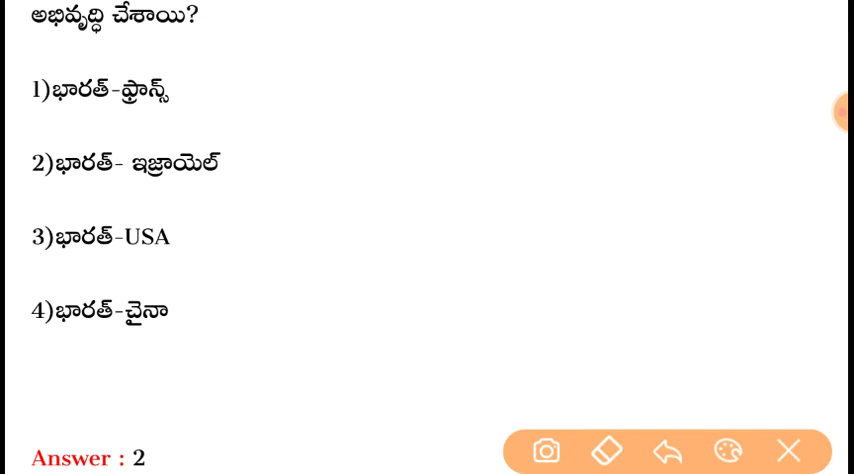 అభివృద్ధి చేశాయి?
1)భారత్-ఫ్రాన్స్
2)భారత్- ఇజ్రాయెల్
3)భారత్-USA
4)భారత్-చైనా
Answer : 2